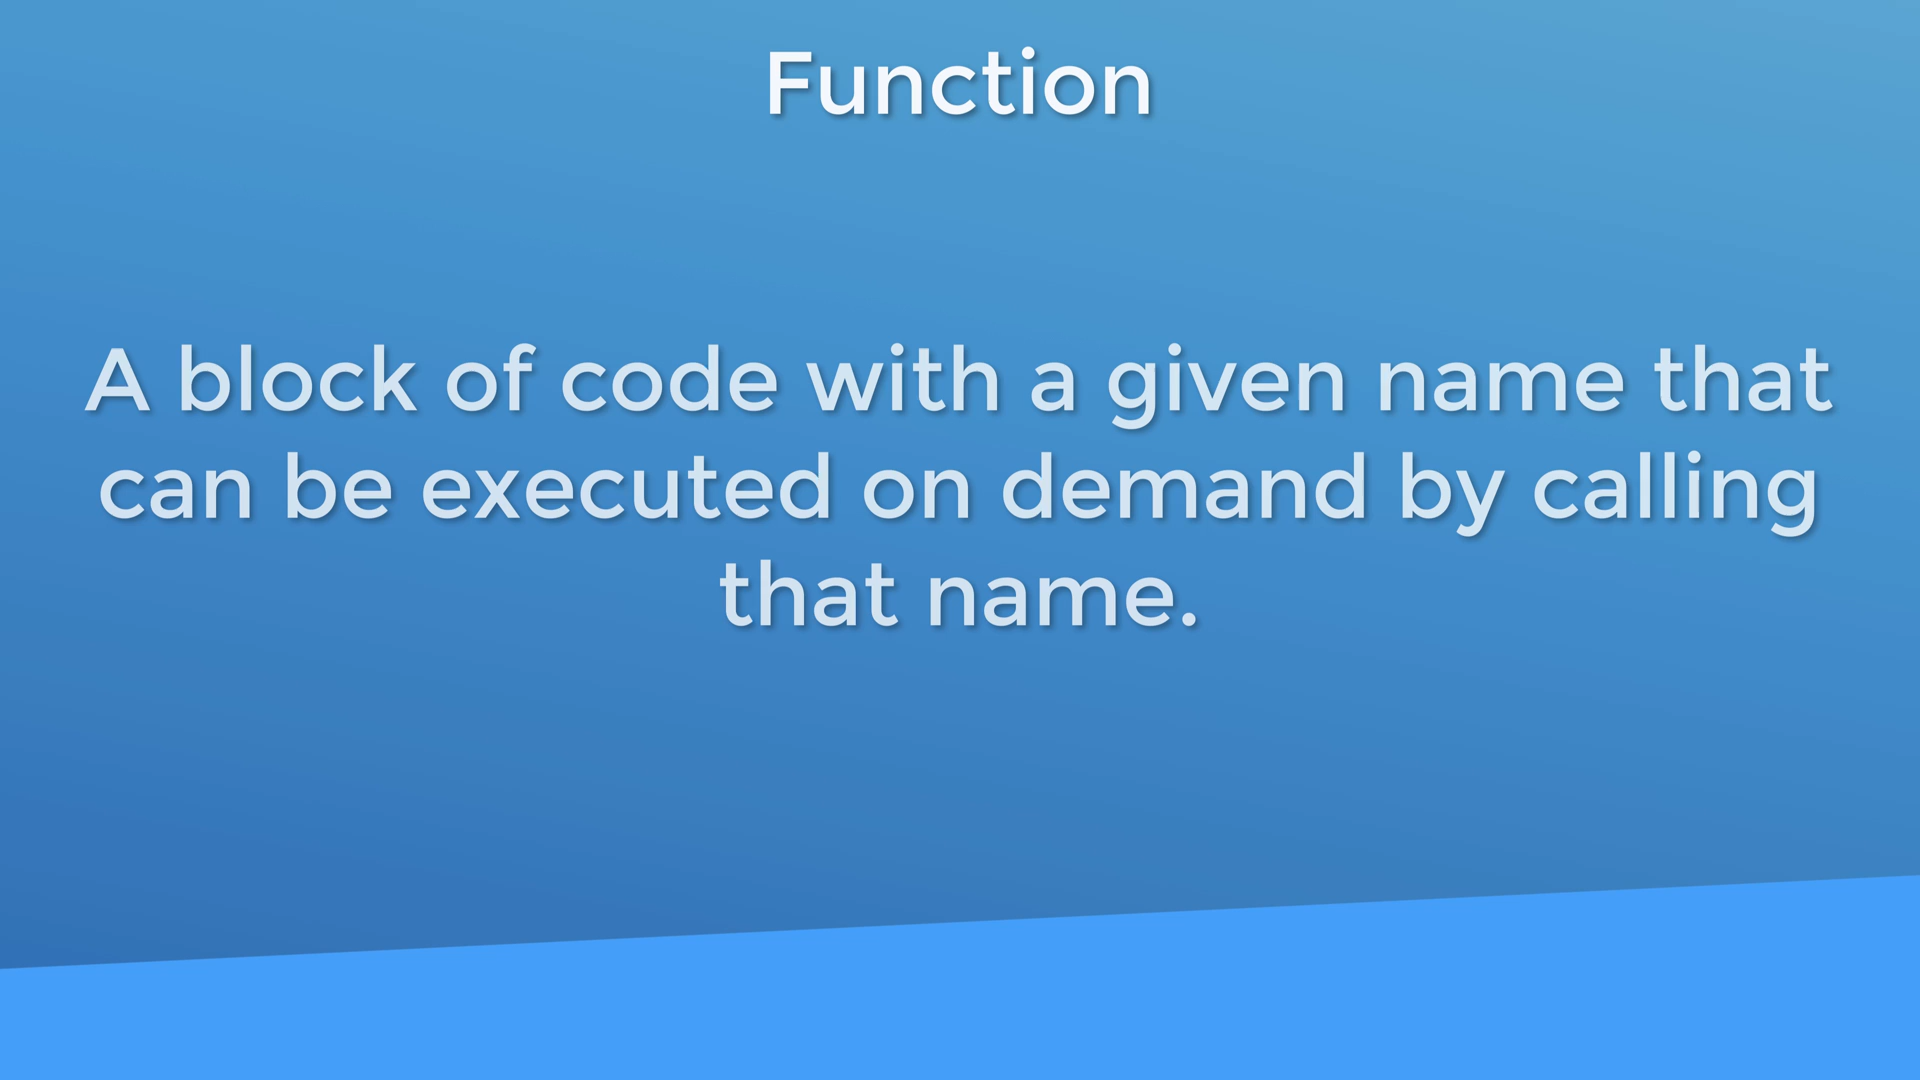 Function
A block of code with a given name that
can be executed on demand by calling
that name.